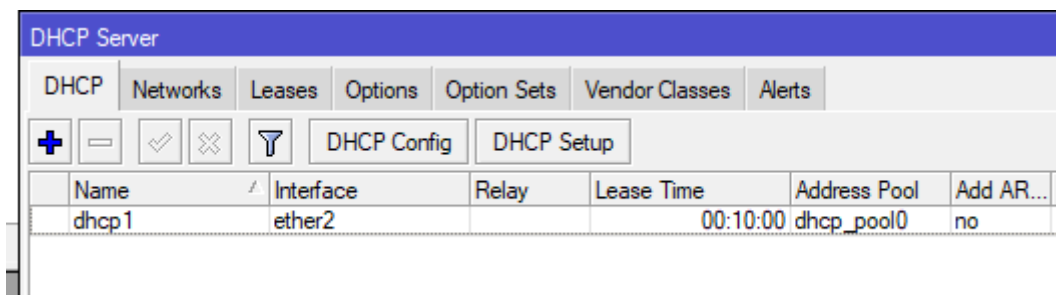 DHCP Server
DHCP Networks Leases Options Option Sets Vendor Classes Alerts
DHCP Config DHCP Setup
Name Interface Relay Lease Time Address Pool Add AR...
dhcp1 ether2 00:10:00 dhcp_pool0 no